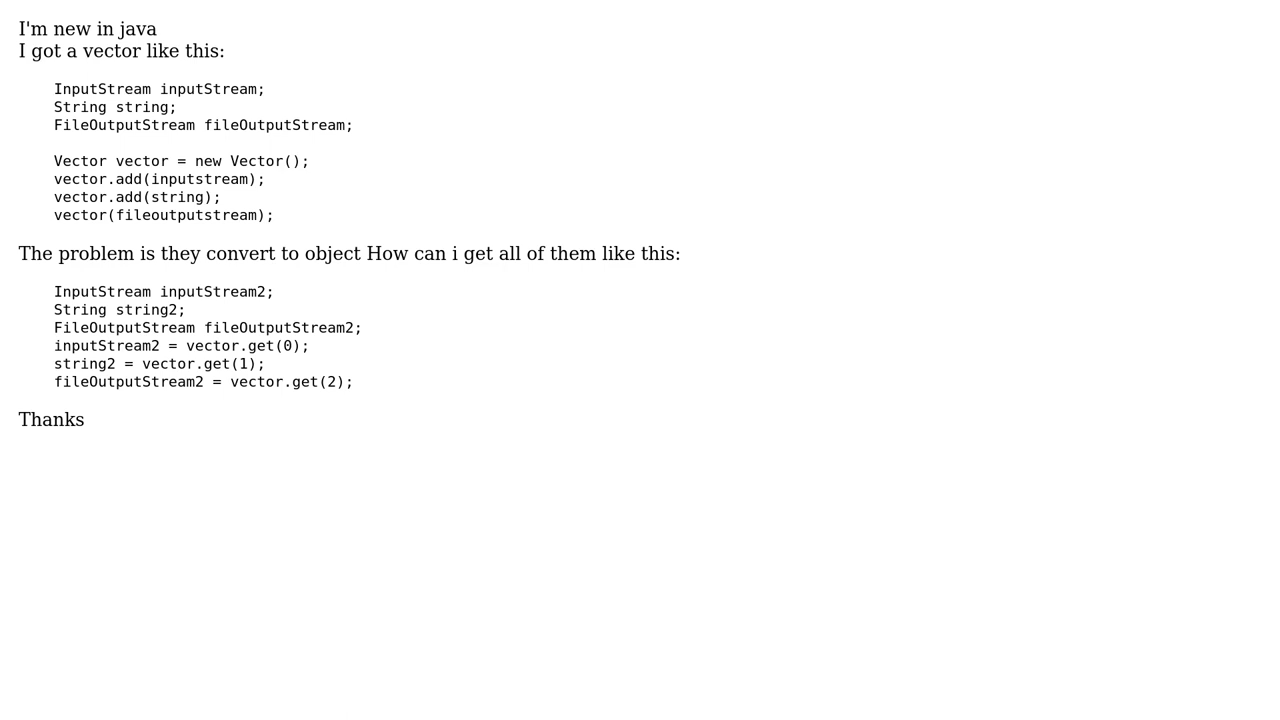 I'm new in java
I got a vector like this:
InputStream inputStream;
String string;
FileOutputStream fileOutputStream;
Vector vector = new Vector();
vector.add(inputstream);
vector.add(string);
vector(fileoutputstream);
The problem is they convert to object How can i get all of them like this:
InputStream inputStream2;
String string2;
FileOutputStream fileOutputStream2;
inputStream2 = vector.get(0);
string2 = vector.get(1);
fileOutputStream2 = vector.get(2);
Thanks